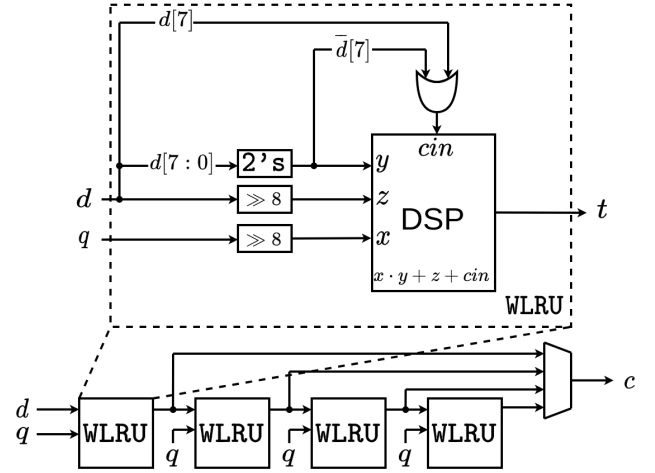 d[7]
d̅[7]
cin
d[7 : 0]
2's
y
d
≫ 8
z
DSP
t
q
≫ 8
x
x · y + z + cin
WLRU
c
d
q
WLRU
WLRU
WLRU
WLRU
q
q
q